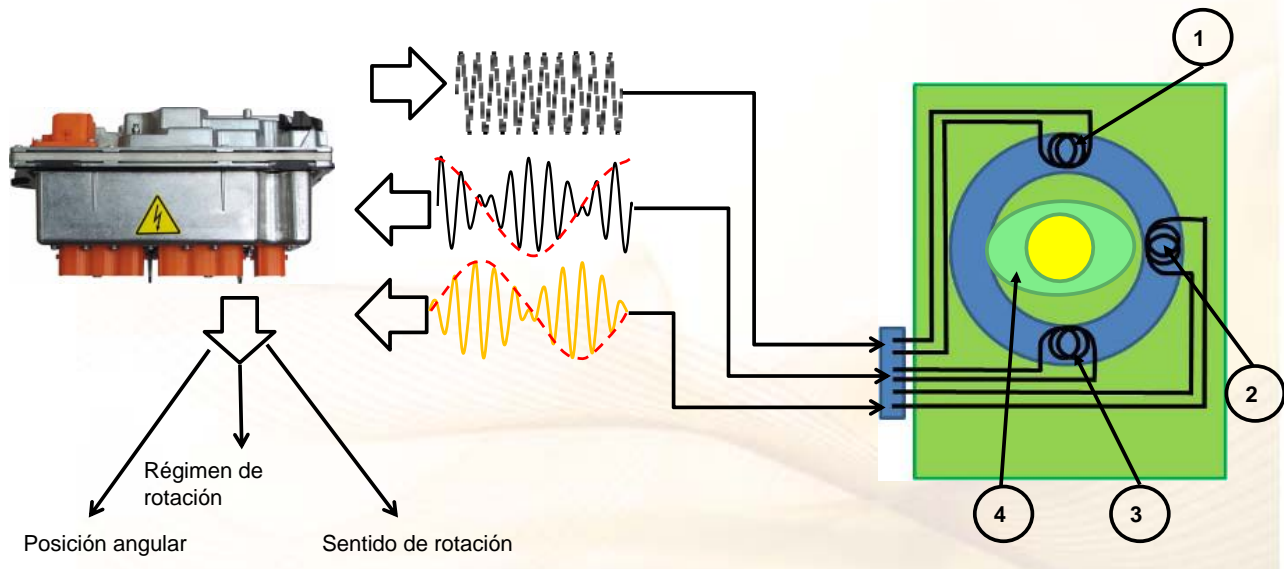 1
2
3
4
Régimen de
rotación
Posición angular
Sentido de rotación